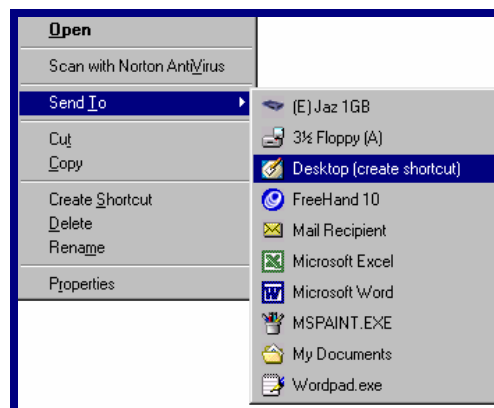 Open
Scan with Norton AntiVirus
Send To
Cut
Copy
Create Shortcut
Delete
Rename
Properties
(E) Jaz 1GB
3½ Floppy (A)
Desktop (create shortcut)
FreeHand 10
Mail Recipient
Microsoft Excel
Microsoft Word
MSPAINT.EXE
My Documents
Wordpad.exe